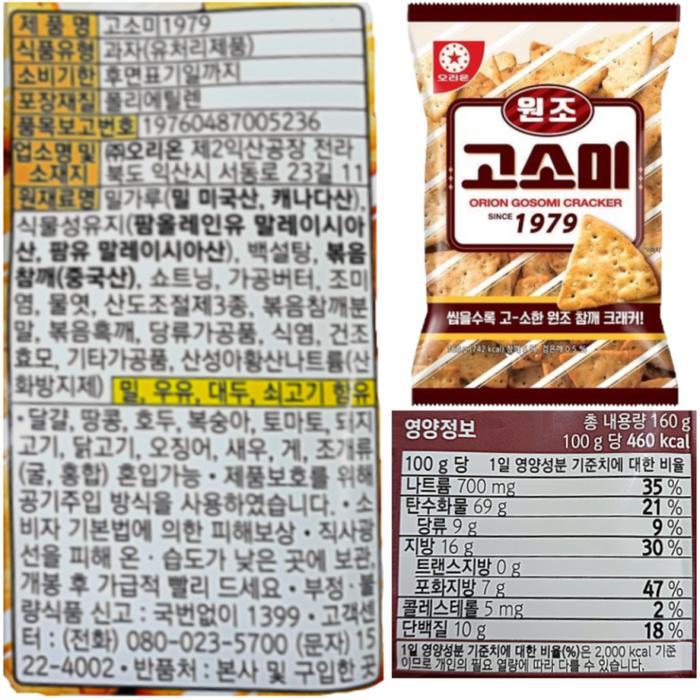 제 품 명 고소미1979
식품유형 과자(유처리제품)
소비기한 후면표기일까지
포장재질 폴리에틸렌
품목보고번호 19760487005236
업소명 및 ㈜오리온 제2익산공장 전라
소재지 북도 익산시 서동로 23길 11
원재료명 밀가루(밀 미국산, 캐나다산),
식물성유지(팜올레인유 말레이시아
산, 팜유 말레이시아산), 백설탕, 볶음
참깨(중국산), 쇼트닝, 가공버터, 조미
염, 물엿, 산도조절제3종, 볶음참깨분
말, 볶음흑깨, 당류가공품, 식염, 건조
효모, 기타가공품, 산성아황산나트륨(산
화방지제) 밀, 우유, 대두, 쇠고기 함유
• 달걀, 땅콩, 호두, 복숭아, 토마토, 돼지
고기, 닭고기, 오징어, 새우, 게, 조개류
(굴, 홍합) 혼입가능 • 제품보호를 위해
공기주입 방식을 사용하였습니다. • 소
비자 기본법에 의한 피해보상 • 직사광
선을 피해 온 · 습도가 낮은 곳에 보관,
개봉 후 가급적 빨리 드세요 • 부정 · 불
량식품 신고 : 국번없이 1399 • 고객센
터 : (전화) 080-023-5700 (문자) 15
22-4002 • 반품처 : 본사 및 구입한 곳
오리온
원조
고소미
ORION GOSOMI CRACKER
SINCE 1979
씹을수록 고-소한 원조 참깨 크래커!
영양정보
총 내용량 160 g
100 g 당 460 kcal
100 g 당 1일 영양성분 기준치에 대한 비율
나트륨 700 mg 35 %
탄수화물 69 g 21 %
당류 9 g 9 %
지방 16 g 30 %
트랜스지방 0 g
포화지방 7 g 47 %
콜레스테롤 5 mg 2 %
단백질 10 g 18 %
1일 영양성분 기준치에 대한 비율(%)은 2,000 kcal 기준
이므로 개인의 필요 열량에 따라 다를 수 있습니다.